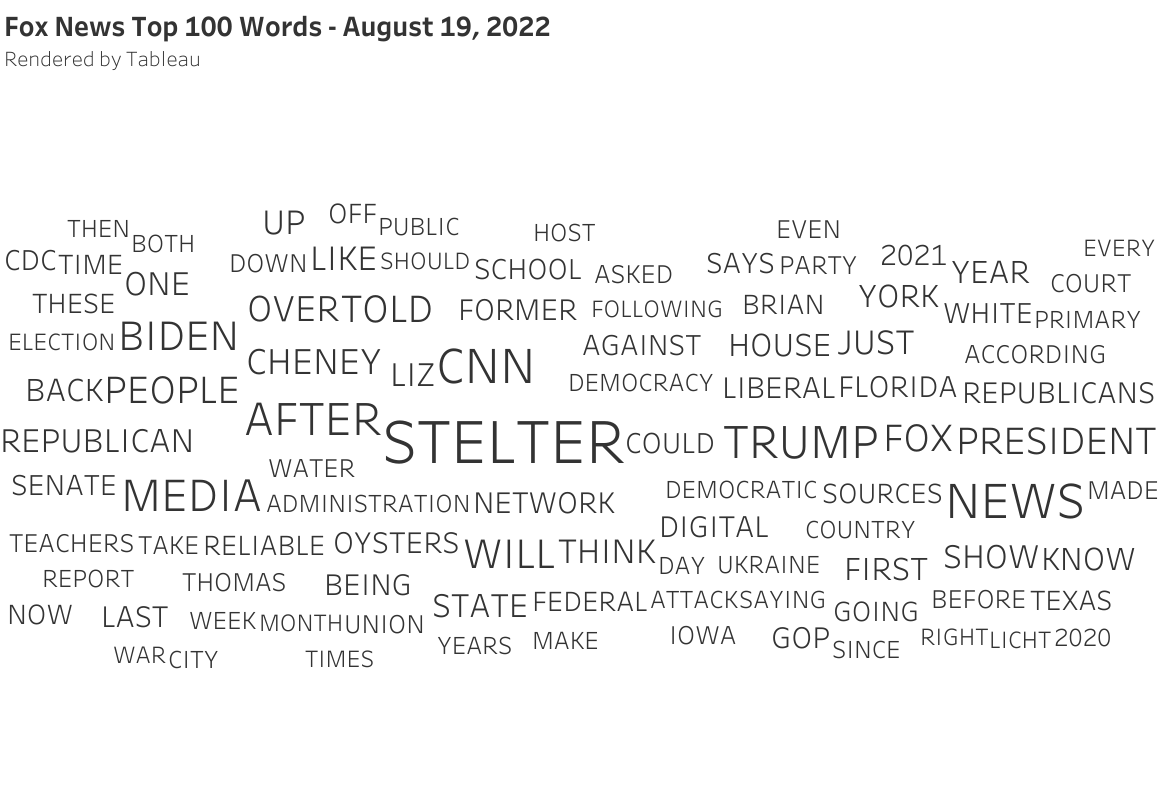 Fox News Top 100 Words - August 19, 2022
Rendered by Tableau
UP OFF PUBLIC
THEN BOTH HOST EVEN EVERY
CDC TIME DOWN LIKE SHOULD SCHOOL ASKED SAYS PARTY 2021 YEAR
THESE ONE OVER TOLD FORMER FOLLOWING BRIAN YORK COURT
WHITE PRIMARY
ELECTION BIDEN CHENEY LIZ CNN AGAINST HOUSE JUST ACCORDING
BACK PEOPLE DEMOCRACY LIBERAL FLORIDA REPUBLICANS
AFTER
REPUBLICAN STELTER COULD TRUMP FOX PRESIDENT
WATER
SENATE MEDIA ADMINISTRATION NETWORK DEMOCRATIC SOURCES NEWS MADE
DIGITAL COUNTRY
TEACHERS TAKE RELIABLE OYSTERS WILL THINK DAY UKRAINE FIRST SHOW KNOW
REPORT THOMAS BEING
NOW LAST WEEK MONTH UNION STATE FEDERAL ATTACK SAYING GOING BEFORE TEXAS
YEARS MAKE IOWA GOP SINCE RIGHT LICHT 2020
WAR CITY TIMES